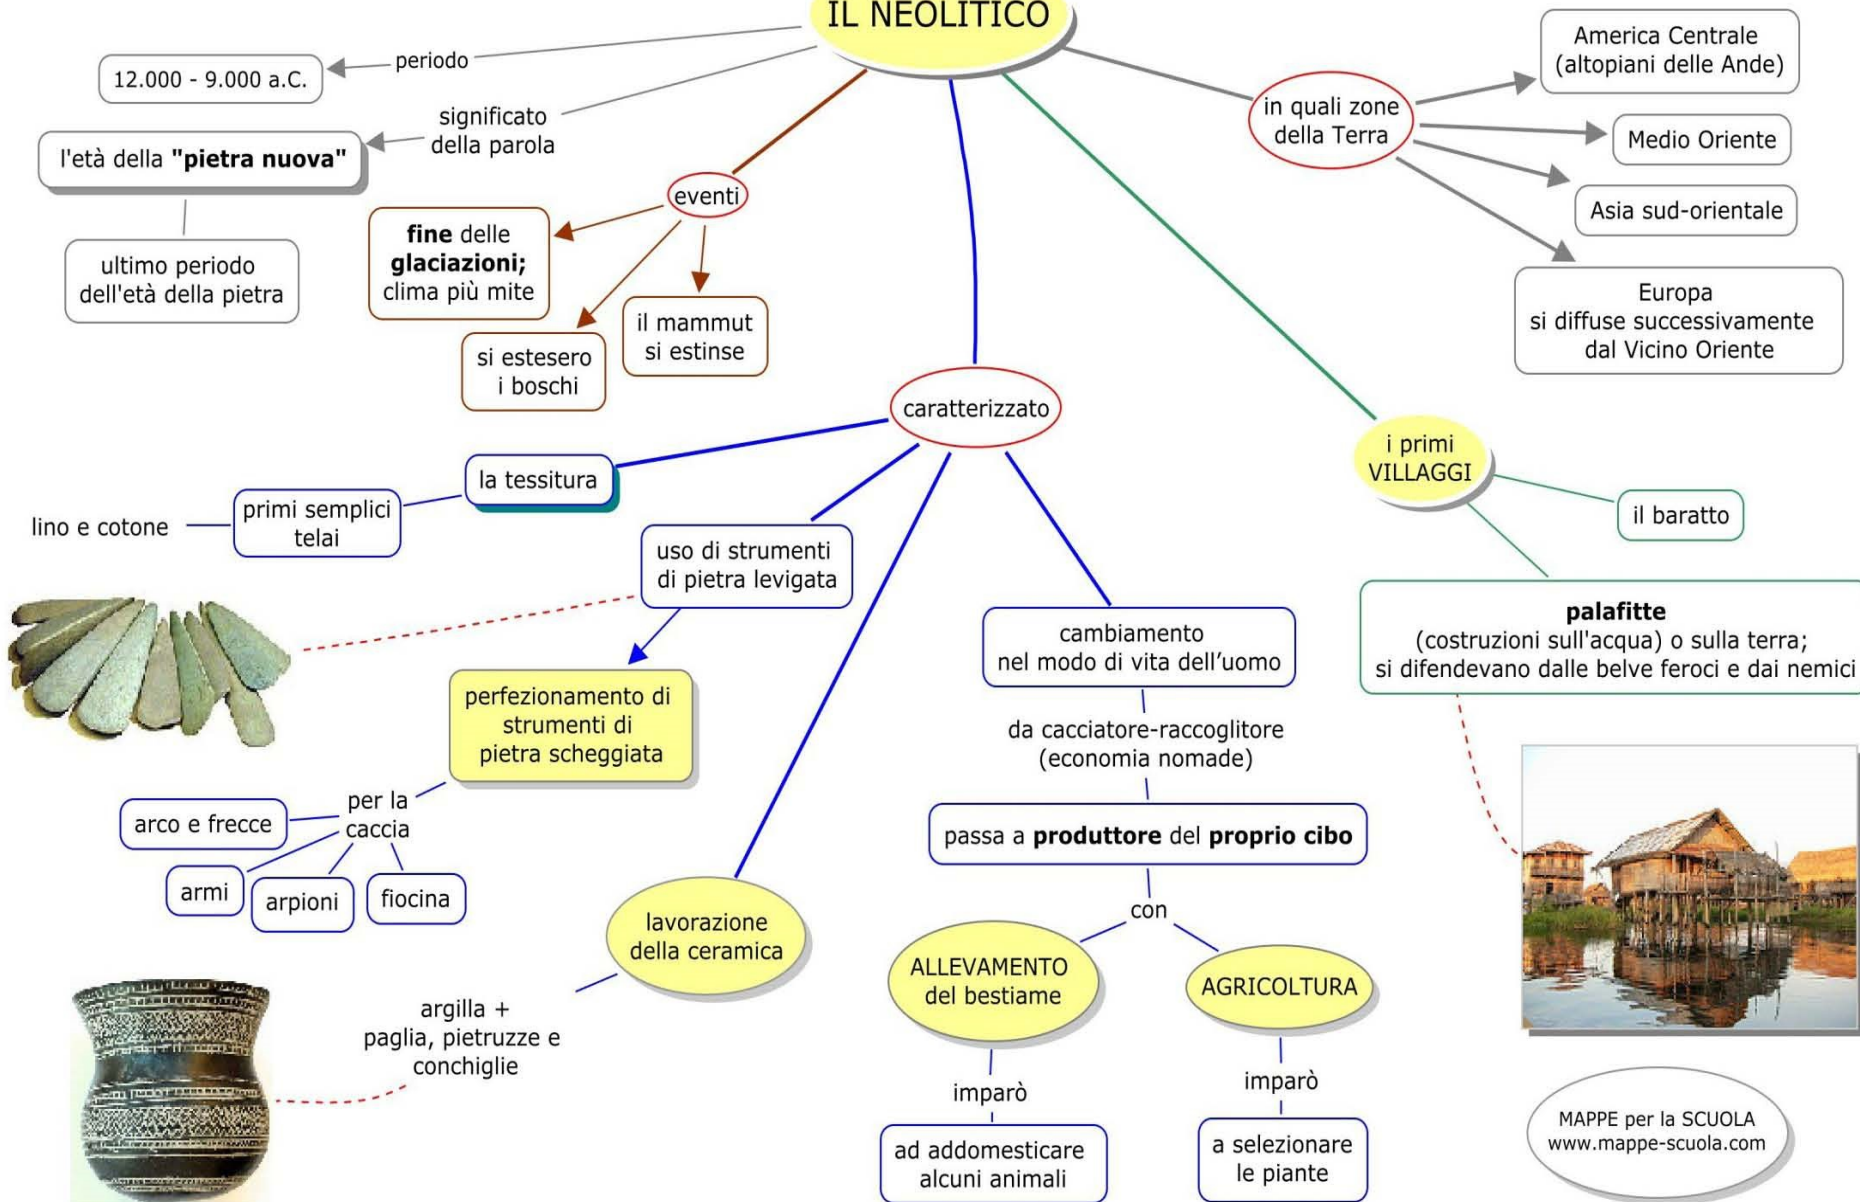 IL NEOLITICO
periodo
12.000 - 9.000 a.C.
significato
della parola
l'età della "pietra nuova"
ultimo periodo
dell'età della pietra
eventi
fine delle
glaciazioni;
clima più mite
si estesero
i boschi
il mammut
si estinse
in quali zone
della Terra
America Centrale
(altopiani delle Ande)
Medio Oriente
Asia sud-orientale
Europa
si diffuse successivamente
dal Vicino Oriente
caratterizzato
la tessitura
primi semplici
telai
lino e cotone
uso di strumenti
di pietra levigata
perfezionamento di
strumenti di
pietra scheggiata
per la
caccia
arco e frecce
armi
arpioni
fiocina
lavorazione
della ceramica
argilla +
paglia, pietruzze e
conchiglie
cambiamento
nel modo di vita dell’uomo
da cacciatore-raccoglitore
(economia nomade)
passa a produttore del proprio cibo
con
ALLEVAMENTO
del bestiame
imparò
ad addomesticare
alcuni animali
AGRICOLTURA
imparò
a selezionare
le piante
i primi
VILLAGGI
il baratto
palafitte
(costruzioni sull'acqua) o sulla terra;
si difendevano dalle belve feroci e dai nemici
MAPPE per la SCUOLA
www.mappe-scuola.com